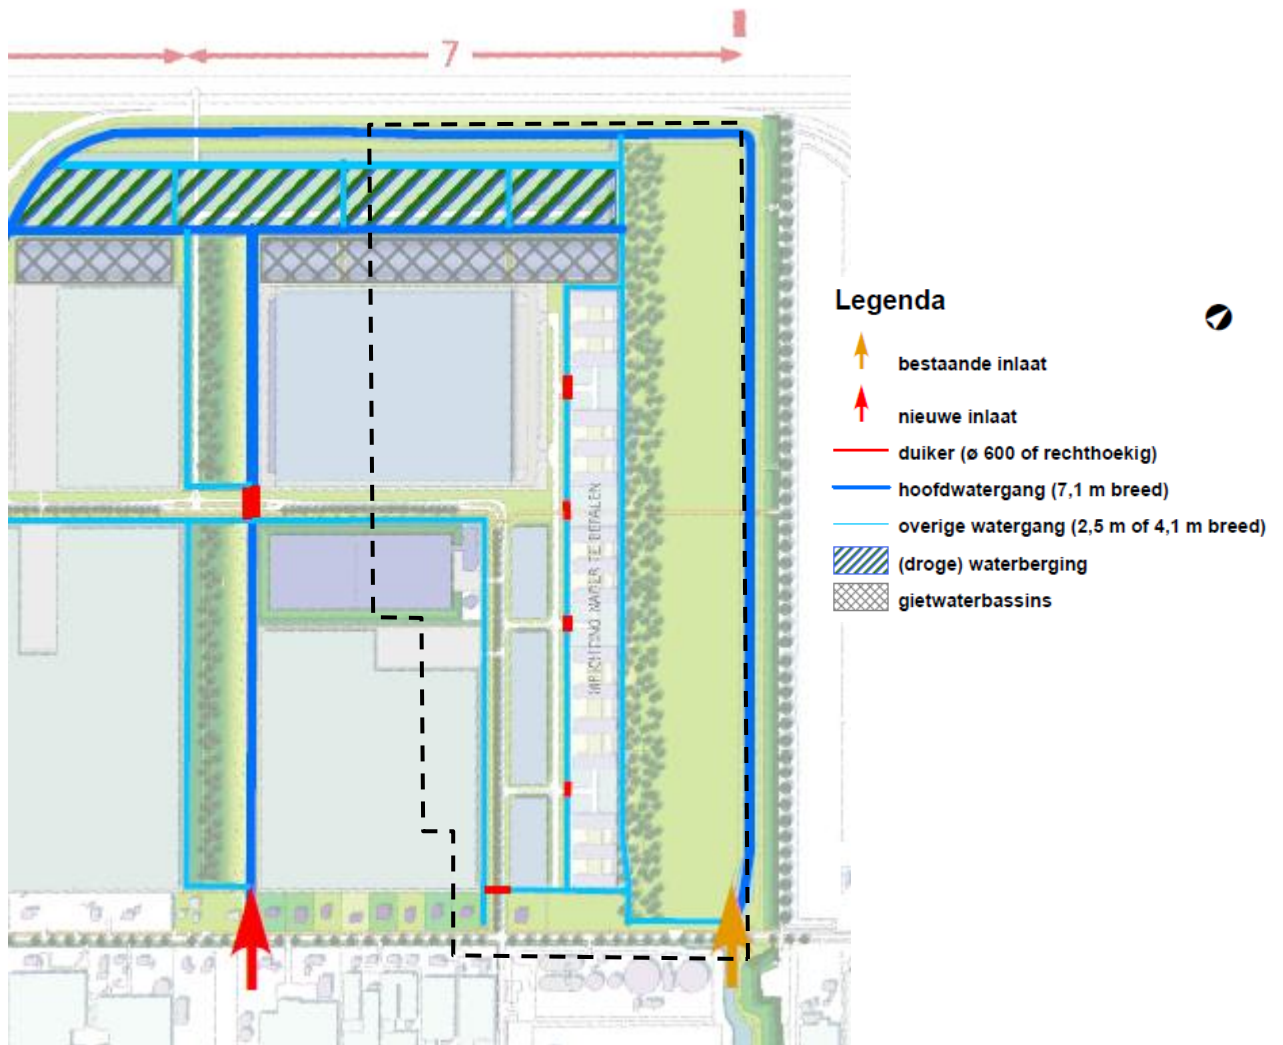 7
INRICHTING NADER TE BEPALEN
Legenda
bestaande inlaat
nieuwe inlaat
duiker (ø 600 of rechthoekig)
hoofdwatergang (7,1 m breed)
overige watergang (2,5 m of 4,1 m breed)
(droge) waterberging
gietwaterbassins